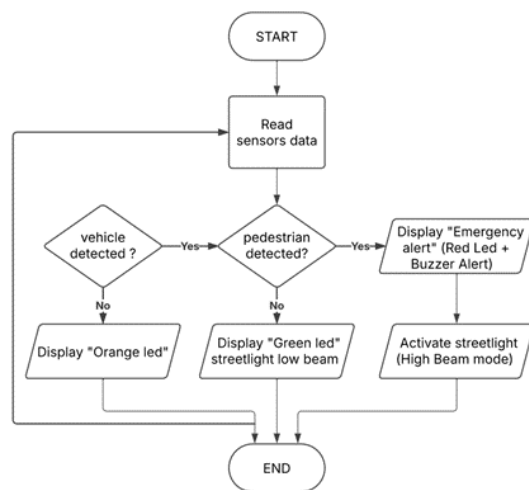 START
Read
sensors data
vehicle
detected ?
Yes
pedestrian
detected?
Yes
Display "Emergency
alert" (Red Led +
Buzzer Alert)
No
No
Display "Orange led"
Display "Green led"
streetlight low beam
Activate streetlight
(High Beam mode)
END